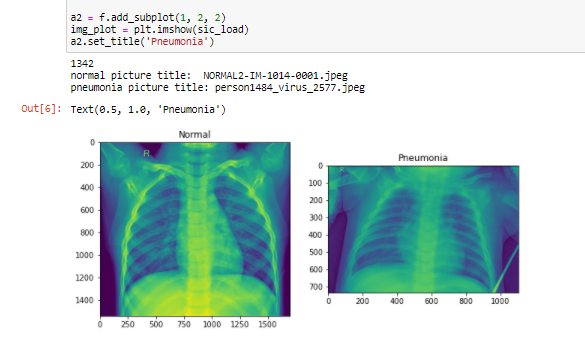 a2 = f.add_subplot(1, 2, 2)
img_plot = plt.imshow(sic_load)
a2.set_title('Pneumonia')
1342
normal picture title:  NORMAL2-IM-1014-0001.jpeg
pneumonia picture title: person1484_virus_2577.jpeg
Out[6]: Text(0.5, 1.0, 'Pneumonia')
Normal
R
0
200
400
600
800
1000
1200
1400
0 250 500 750 1000 1250 1500
Pneumonia
0
100
200
300
400
500
600
700
0 200 400 600 800 1000